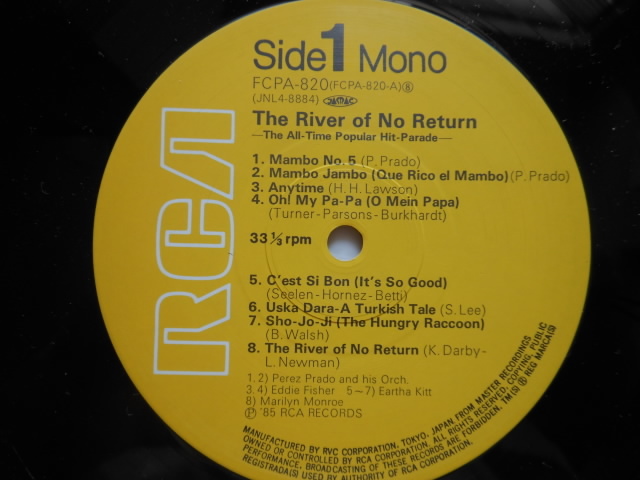 Side 1 Mono
FCPA-820 (FCPA-820-A) Ⓑ
(JNL4-8884) JASRAC
The River of No Return
—The All-Time Popular Hit-Parade—
1. Mambo No. 5 (P. Prado)
2. Mambo Jambo (Que Rico el Mambo) (P. Prado)
3. Anytime (H. H. Lawson)
4. Oh! My Pa-Pa (O Mein Papa)
(Turner-Parsons-Burkhardt)
33⅓ rpm
5. C'est Si Bon (It's So Good)
(Seelen-Hornez-Betti)
6. Uska Dara-A Turkish Tale (S. Lee)
7. Sho-Jo-Ji (The Hungry Raccoon)
(B. Walsh)
8. The River of No Return (K. Darby-
L. Newman)
1. 2) Perez Prado and his Orch.
3. 4) Eddie Fisher 5~7) Eartha Kitt
8) Marilyn Monroe
Ⓟ '85 RCA RECORDS
MANUFACTURED BY RVC CORPORATION, TOKYO, JAPAN FROM MASTER RECORDINGS
OWNED OR CONTROLLED BY RCA CORPORATION. ALL RIGHTS RESERVED, COPYING, PUBLIC
PERFORMANCE, BROADCASTING OF THESE RECORDS ARE FORBIDDEN. TM(S) ® REG MARCA(S)
REGISTRADA(S) USED BY AUTHORITY OF RCA CORPORATION.
RCA